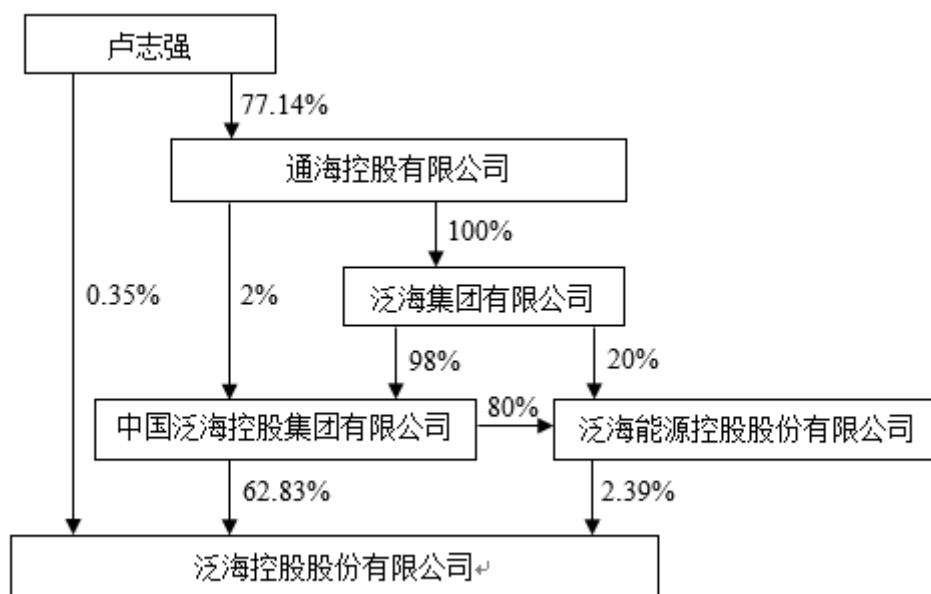 卢志强
77.14%
通海控股有限公司
100%
0.35%
2%
泛海集团有限公司
98%
20%
中国泛海控股集团有限公司
80%
泛海能源控股股份有限公司
62.83%
2.39%
泛海控股股份有限公司↵